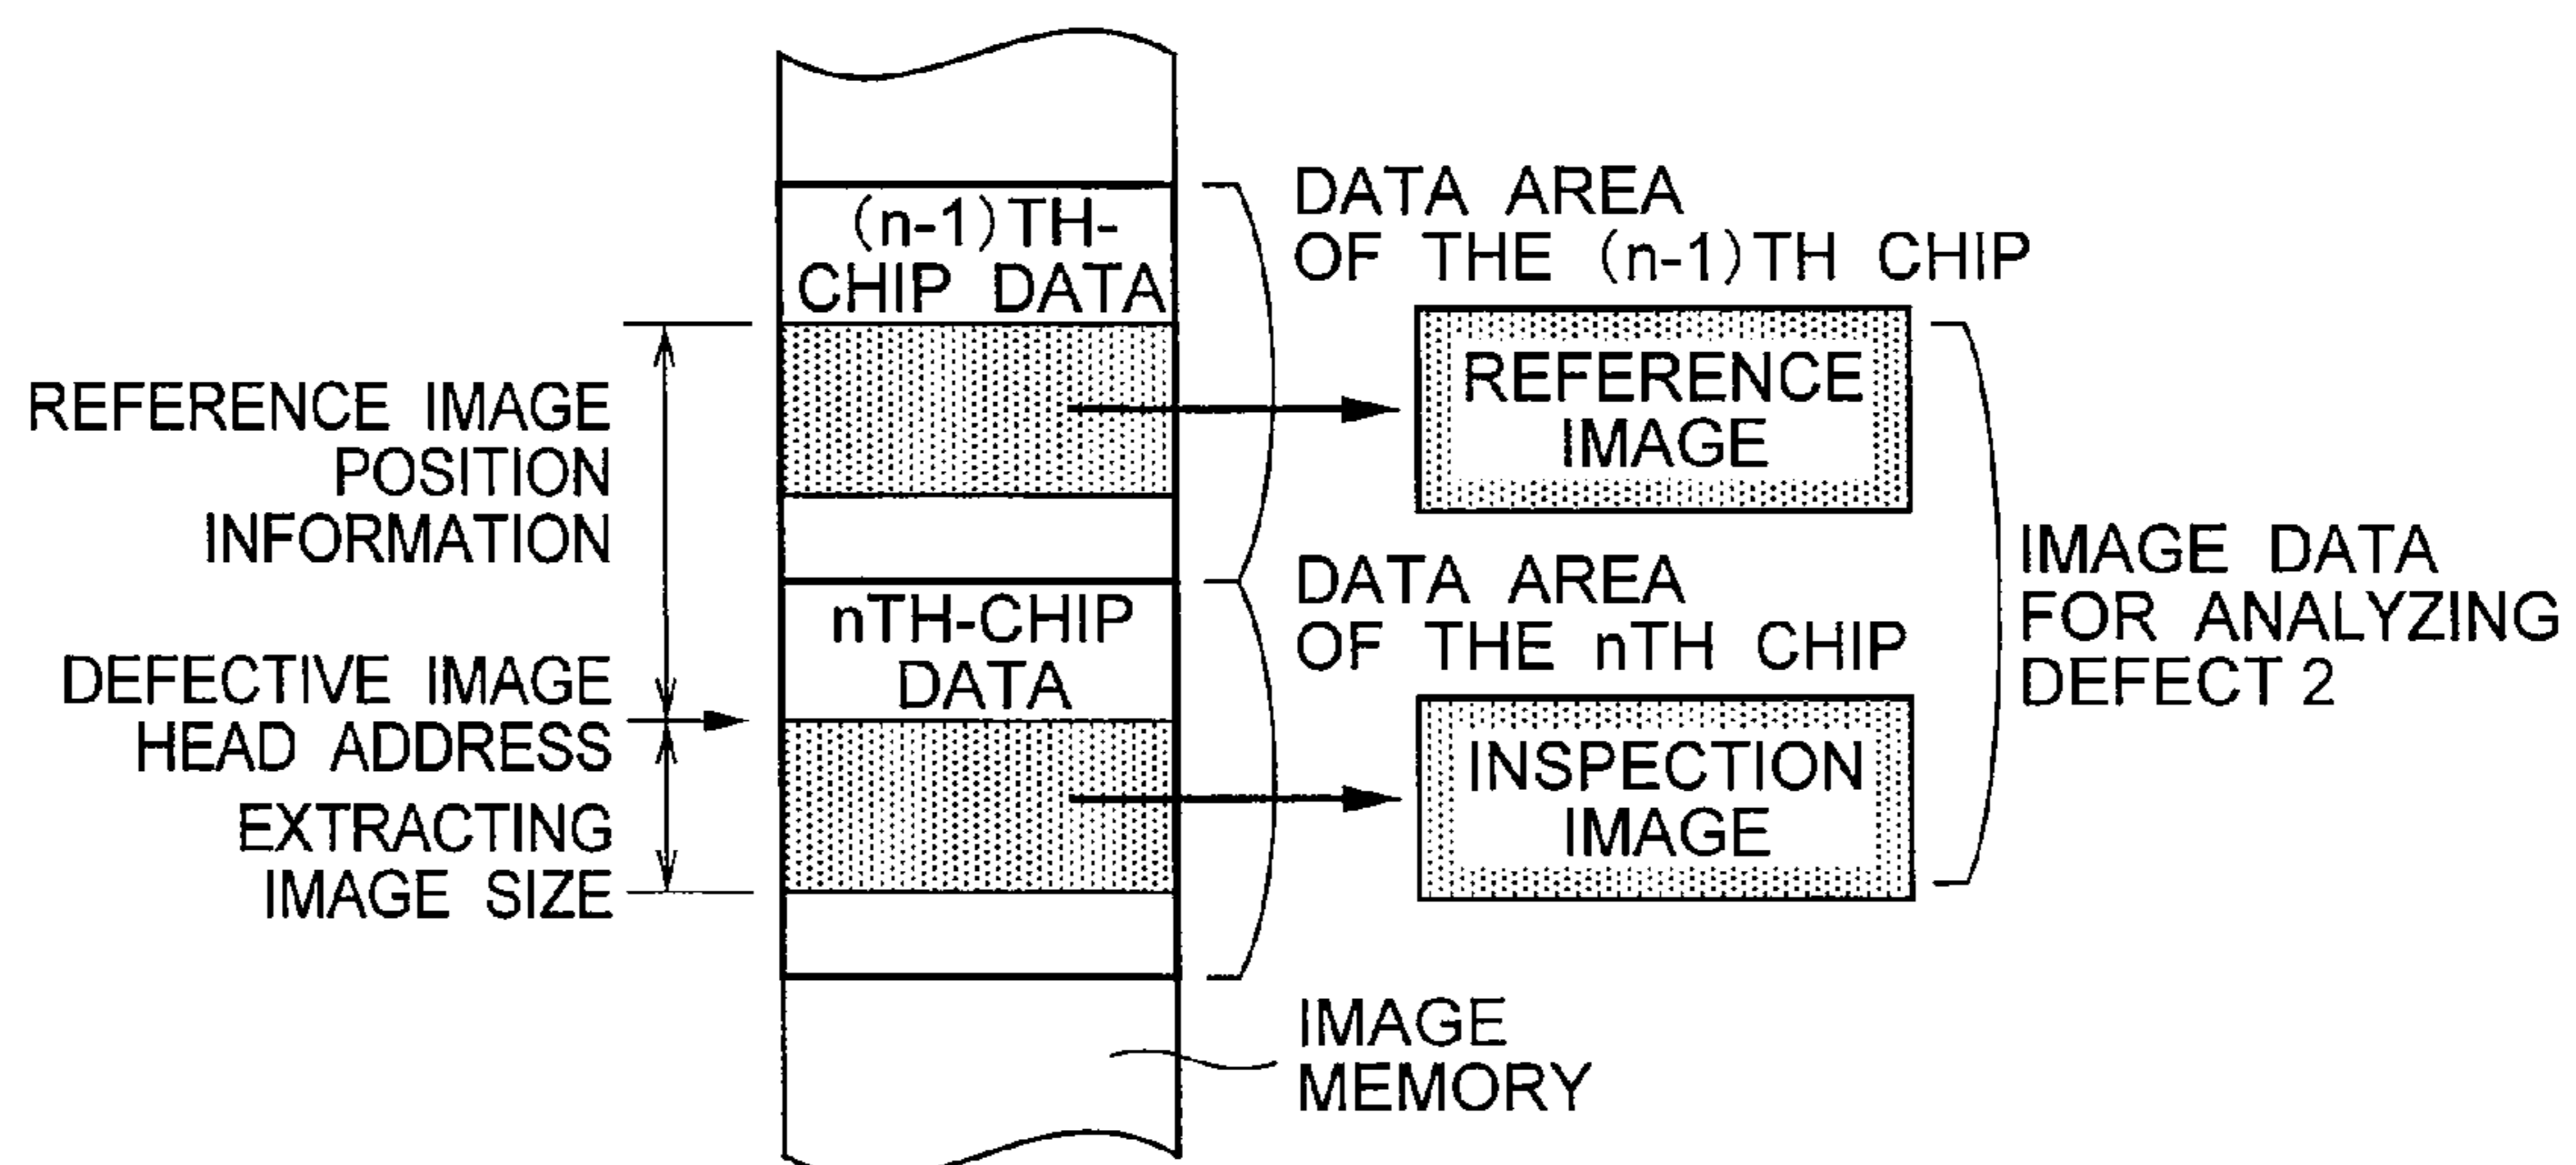 (n-1)TH-
CHIP DATA
DATA AREA
OF THE (n-1)TH CHIP
REFERENCE IMAGE
POSITION
INFORMATION
REFERENCE
IMAGE
nTH-CHIP
DATA
DATA AREA
OF THE nTH CHIP
IMAGE DATA
FOR ANALYZING
DEFECT 2
DEFECTIVE IMAGE
HEAD ADDRESS
EXTRACTING
IMAGE SIZE
INSPECTION
IMAGE
IMAGE
MEMORY